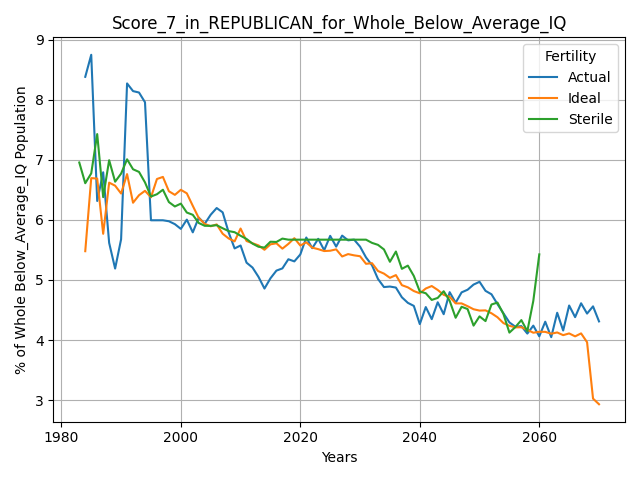 Score_7_in_REPUBLICAN_for_Whole_Below_Average_IQ
% of Whole Below_Average_IQ Population
9
8
7
6
5
4
3
Fertility
Actual
Ideal
Sterile
1980
2000
2020
2040
2060
Years